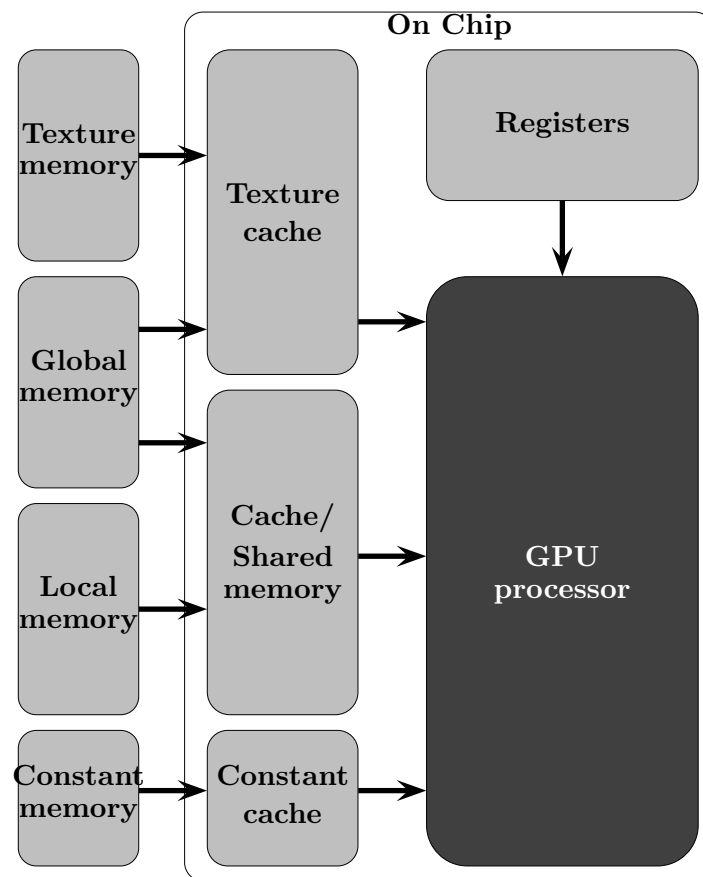 On Chip
Texture
memory
Texture
cache
Registers
Global
memory
Cache/
Shared
memory
GPU
processor
Local
memory
Constant
memory
Constant
cache